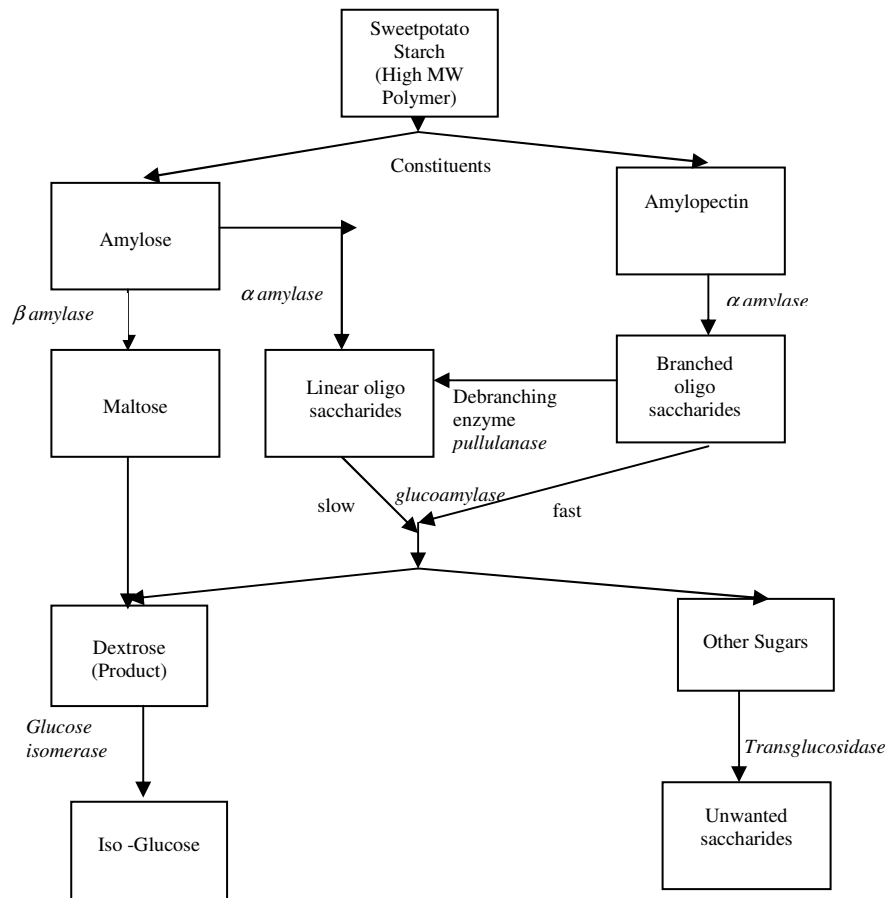 Sweetpotato
Starch
(High MW
Polymer)
Constituents
Amylose
Amylopectin
β amylase
α amylase
α amylase
Maltose
Linear oligo
saccharides
Debranching
enzyme
pullulanase
Branched
oligo
saccharides
slow
glucoamylase
fast
Dextrose
(Product)
Other Sugars
Glucose
isomerase
Transglucosidase
Iso -Glucose
Unwanted
saccharides